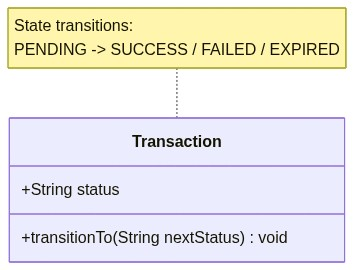 State transitions:
PENDING -> SUCCESS / FAILED / EXPIRED
Transaction
+String status
+transitionTo(String nextStatus) : void